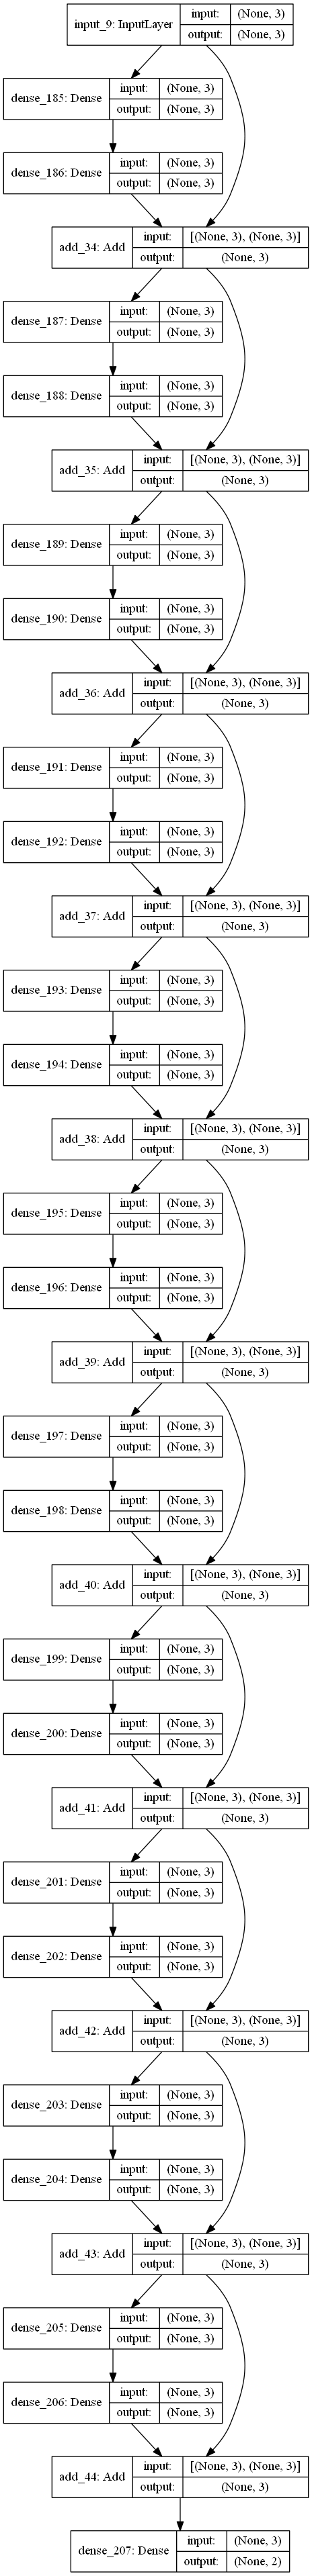 input_9: InputLayer input: (None, 3)
output: (None, 3)
dense_185: Dense input: (None, 3)
output: (None, 3)
dense_186: Dense input: (None, 3)
output: (None, 3)
add_34: Add input: [(None, 3), (None, 3)]
output: (None, 3)
dense_187: Dense input: (None, 3)
output: (None, 3)
dense_188: Dense input: (None, 3)
output: (None, 3)
add_35: Add input: [(None, 3), (None, 3)]
output: (None, 3)
dense_189: Dense input: (None, 3)
output: (None, 3)
dense_190: Dense input: (None, 3)
output: (None, 3)
add_36: Add input: [(None, 3), (None, 3)]
output: (None, 3)
dense_191: Dense input: (None, 3)
output: (None, 3)
dense_192: Dense input: (None, 3)
output: (None, 3)
add_37: Add input: [(None, 3), (None, 3)]
output: (None, 3)
dense_193: Dense input: (None, 3)
output: (None, 3)
dense_194: Dense input: (None, 3)
output: (None, 3)
add_38: Add input: [(None, 3), (None, 3)]
output: (None, 3)
dense_195: Dense input: (None, 3)
output: (None, 3)
dense_196: Dense input: (None, 3)
output: (None, 3)
add_39: Add input: [(None, 3), (None, 3)]
output: (None, 3)
dense_197: Dense input: (None, 3)
output: (None, 3)
dense_198: Dense input: (None, 3)
output: (None, 3)
add_40: Add input: [(None, 3), (None, 3)]
output: (None, 3)
dense_199: Dense input: (None, 3)
output: (None, 3)
dense_200: Dense input: (None, 3)
output: (None, 3)
add_41: Add input: [(None, 3), (None, 3)]
output: (None, 3)
dense_201: Dense input: (None, 3)
output: (None, 3)
dense_202: Dense input: (None, 3)
output: (None, 3)
add_42: Add input: [(None, 3), (None, 3)]
output: (None, 3)
dense_203: Dense input: (None, 3)
output: (None, 3)
dense_204: Dense input: (None, 3)
output: (None, 3)
add_43: Add input: [(None, 3), (None, 3)]
output: (None, 3)
dense_205: Dense input: (None, 3)
output: (None, 3)
dense_206: Dense input: (None, 3)
output: (None, 3)
add_44: Add input: [(None, 3), (None, 3)]
output: (None, 3)
dense_207: Dense input: (None, 3)
output: (None, 2)